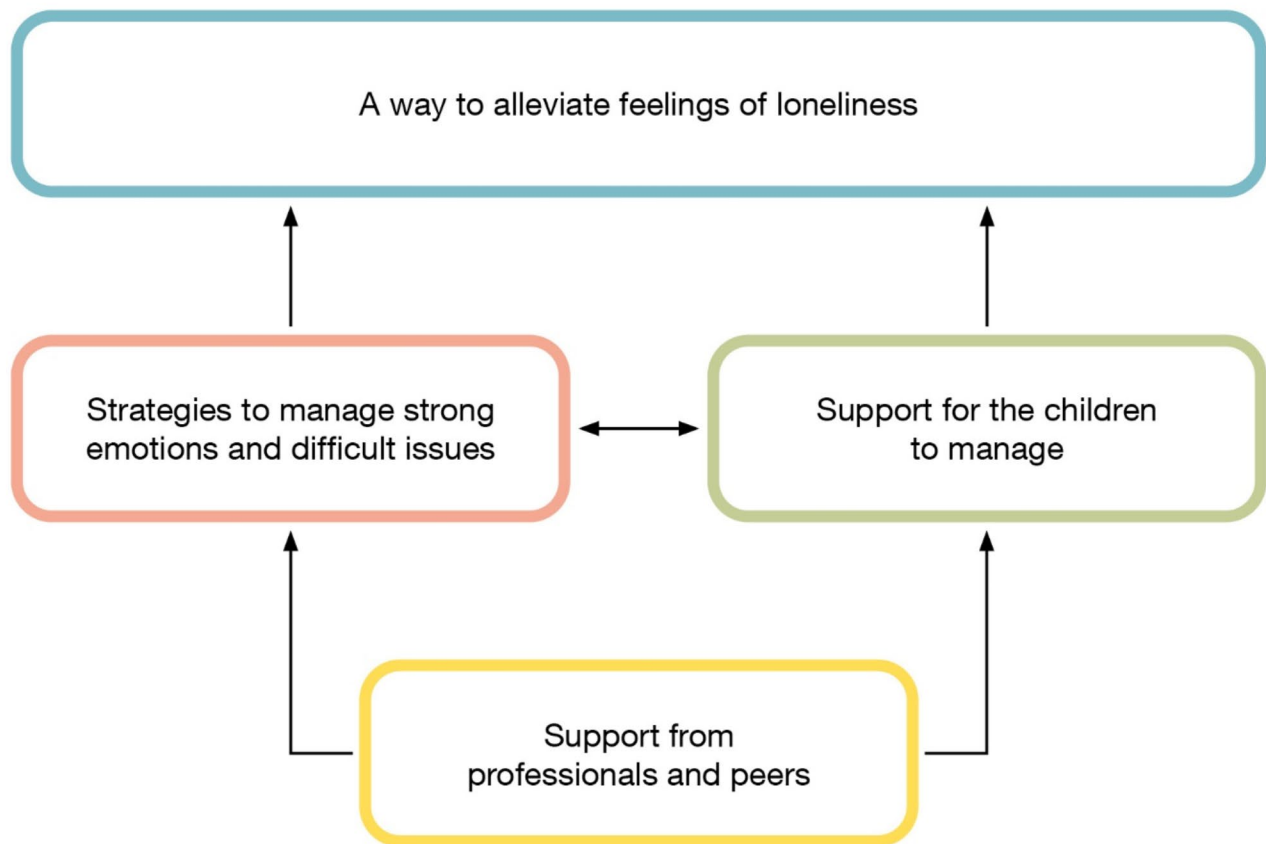 A way to alleviate feelings of loneliness
Strategies to manage strong
emotions and difficult issues
Support for the children
to manage
Support from
professionals and peers